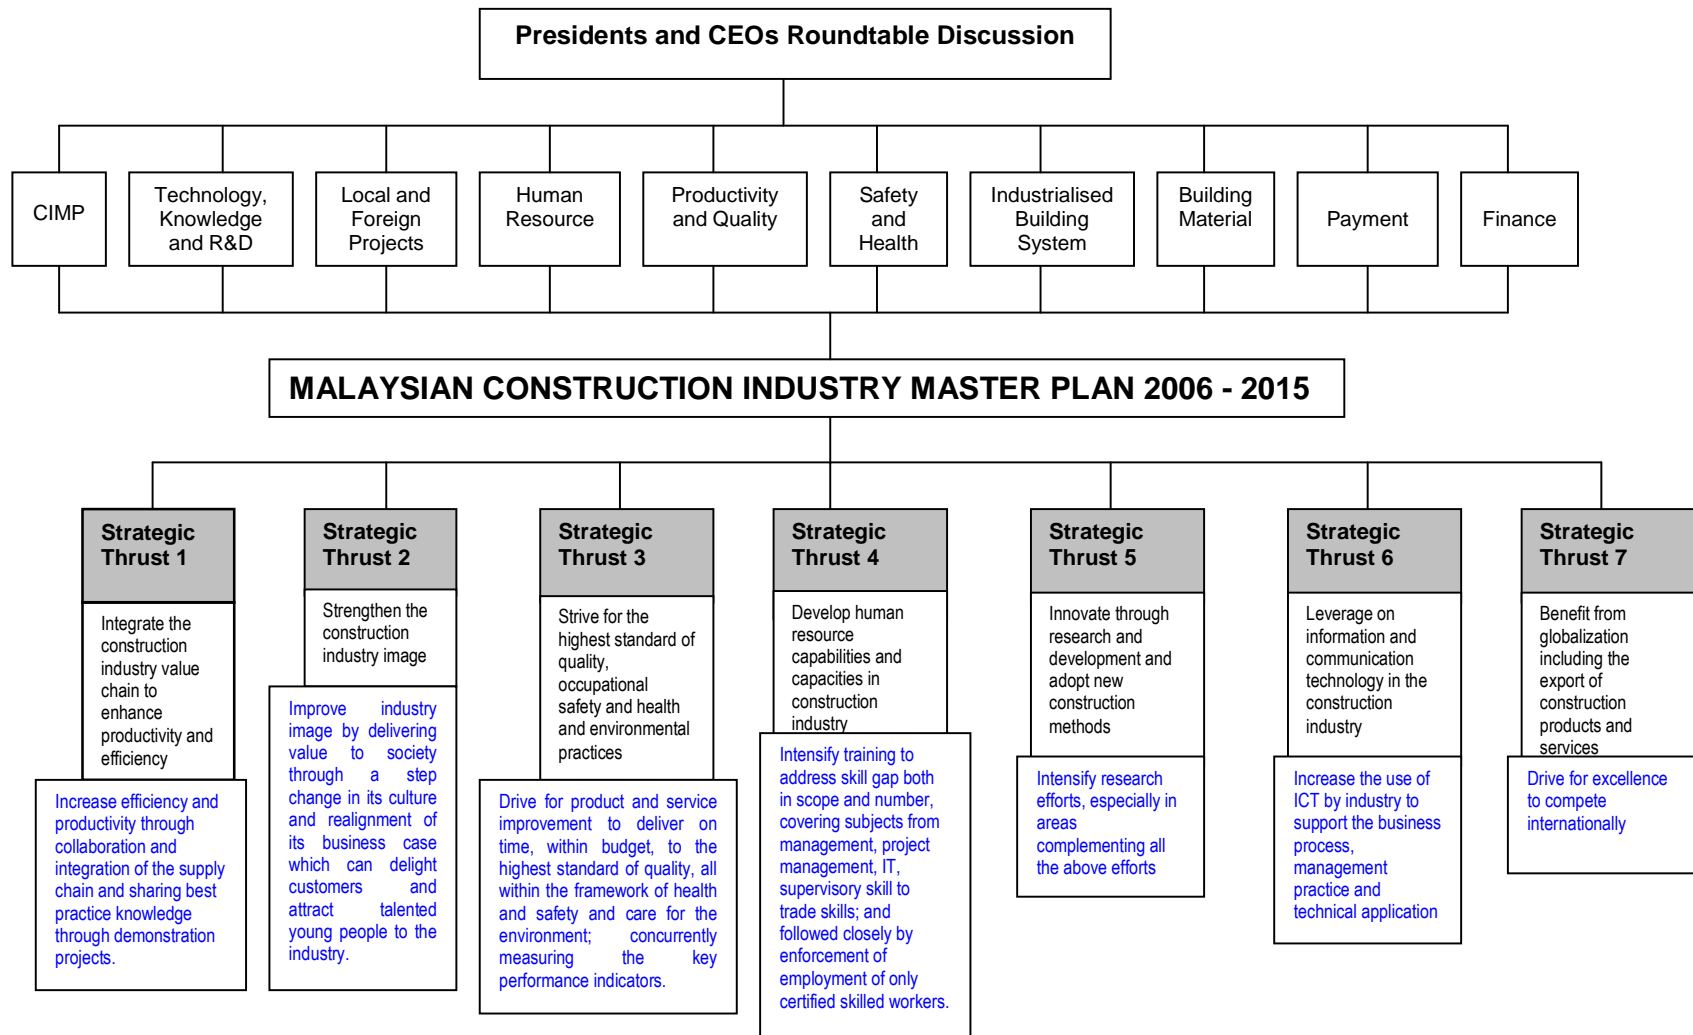 Presidents and CEOs Roundtable Discussion
CIMP
Technology,
Knowledge
and R&D
Local and
Foreign
Projects
Human
Resource
Productivity
and Quality
Safety
and
Health
Industrialised
Building
System
Building
Material
Payment
Finance
MALAYSIAN CONSTRUCTION INDUSTRY MASTER PLAN 2006 - 2015
Strategic
Thrust 1
Integrate the
construction
industry value
chain to
enhance
productivity and
efficiency
Increase efficiency and
productivity through
collaboration and
integration of the supply
chain and sharing best
practice knowledge
through demonstration
projects.
Strategic
Thrust 2
Strengthen the
construction
industry image
Improve industry
image by delivering
value to society
through a step
change in its culture
and realignment of
its business case
which can delight
customers and
attract talented
young people to the
industry.
Strategic
Thrust 3
Strive for the
highest standard of
quality,
occupational
safety and health
and environmental
practices
Drive for product and service
improvement to deliver on
time, within budget, to the
highest standard of quality, all
within the framework of health
and safety and care for the
environment; concurrently
measuring the key
performance indicators.
Strategic
Thrust 4
Develop human
resource
capabilities and
capacities in
construction
industry
Intensify training to
address skill gap both
in scope and number,
covering subjects from
management, project
management, IT,
supervisory skill to
trade skills; and
followed closely by
enforcement of
employment of only
certified skilled workers.
Strategic
Thrust 5
Innovate through
research and
development and
adopt new
construction
methods
Intensify research
efforts, especially in
areas
complementing all
the above efforts
Strategic
Thrust 6
Leverage on
information and
communication
technology in the
construction
industry
Increase the use of
ICT by industry to
support the business
process,
management
practice and
technical application
Strategic
Thrust 7
Benefit from
globalization
including the
export of
construction
products and
services
Drive for excellence
to compete
internationally